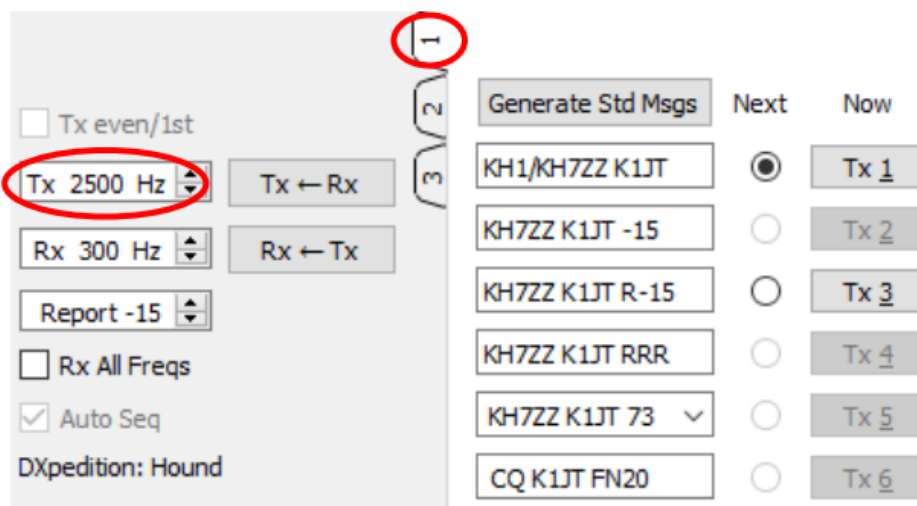 1
2
3
Tx even/1st
Tx 2500 Hz
Tx ← Rx
Rx 300 Hz
Rx ← Tx
Report -15
Rx All Freqs
Auto Seq
DXpedition: Hound
Generate Std Msgs Next Now
KH1/KH7ZZ K1JT Tx 1
KH7ZZ K1JT -15 Tx 2
KH7ZZ K1JT R-15 Tx 3
KH7ZZ K1JT RRR Tx 4
KH7ZZ K1JT 73 Tx 5
CQ K1JT FN20 Tx 6